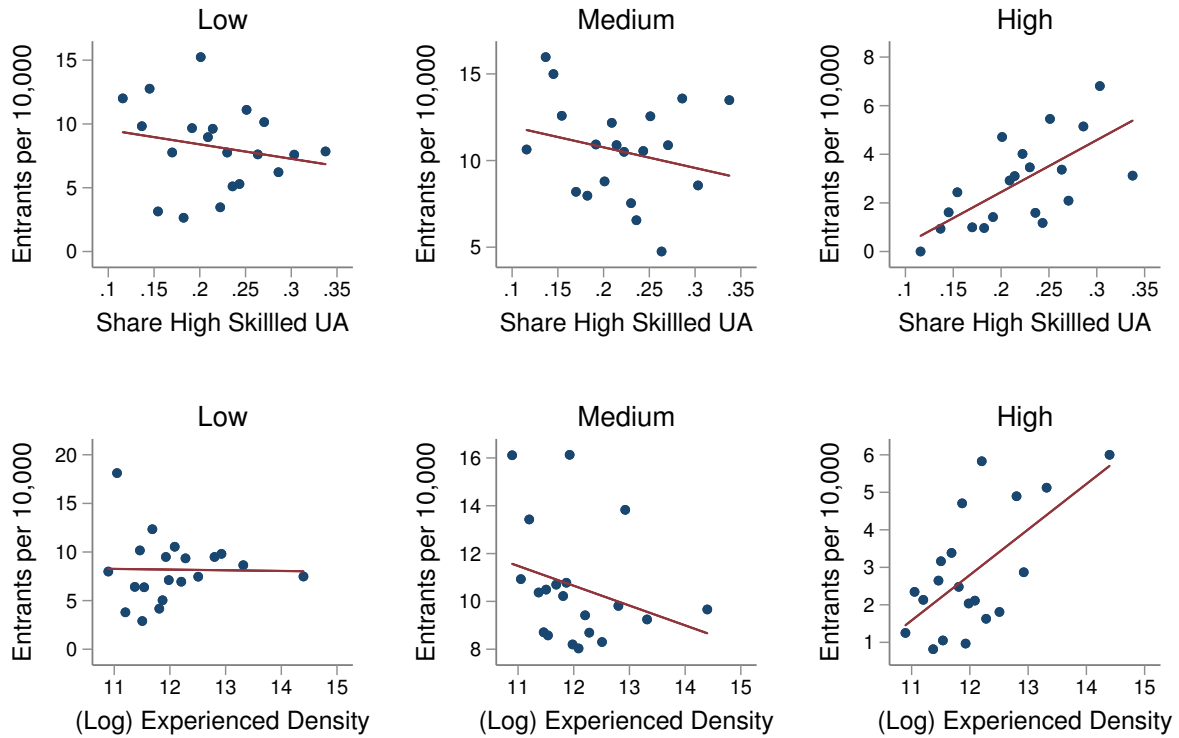 Low
Medium
High
Entrants per 10,000
15
10
5
0
.1 .15 .2 .25 .3 .35
Share High Skillled UA
Entrants per 10,000
15
10
5
.1 .15 .2 .25 .3 .35
Share High Skillled UA
Entrants per 10,000
8
6
4
2
0
.1 .15 .2 .25 .3 .35
Share High Skillled UA
Low
Medium
High
Entrants per 10,000
20
15
10
5
0
11 12 13 14 15
(Log) Experienced Density
Entrants per 10,000
16
14
12
10
8
11 12 13 14 15
(Log) Experienced Density
Entrants per 10,000
6
5
4
3
2
1
11 12 13 14 15
(Log) Experienced Density